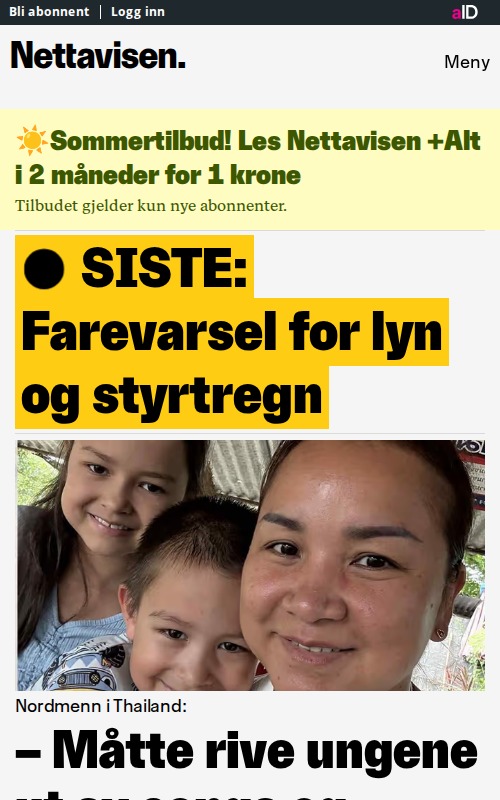 Bli abonnent | Logg inn
aID
Nettavisen.
Meny
☀️Sommertilbud! Les Nettavisen +Alt
i 2 måneder for 1 krone
Tilbudet gjelder kun nye abonnenter.
● SISTE:
Farevarsel for lyn
og styrtregn
Nordmenn i Thailand:
– Måtte rive ungene